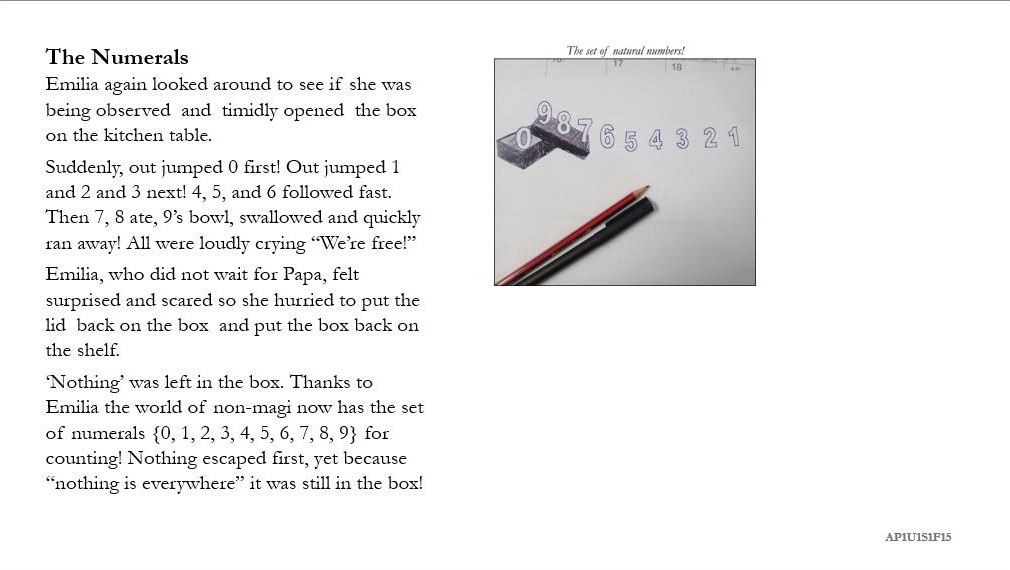 The Numerals
Emilia again looked around to see if she was
being observed and timidly opened the box
on the kitchen table.
Suddenly, out jumped 0 first! Out jumped 1
and 2 and 3 next! 4, 5, and 6 followed fast.
Then 7, 8 ate, 9’s bowl, swallowed and quickly
ran away! All were loudly crying “We’re free!”
Emilia, who did not wait for Papa, felt
surprised and scared so she hurried to put the
lid back on the box and put the box back on
the shelf.
‘Nothing’ was left in the box. Thanks to
Emilia the world of non-magi now has the set
of numerals {0, 1, 2, 3, 4, 5, 6, 7, 8, 9} for
counting! Nothing escaped first, yet because
“nothing is everywhere” it was still in the box!
The set of natural numbers!
17
18
0 9 8 7 6 5 4 3 2 1
AP1U1S1F15